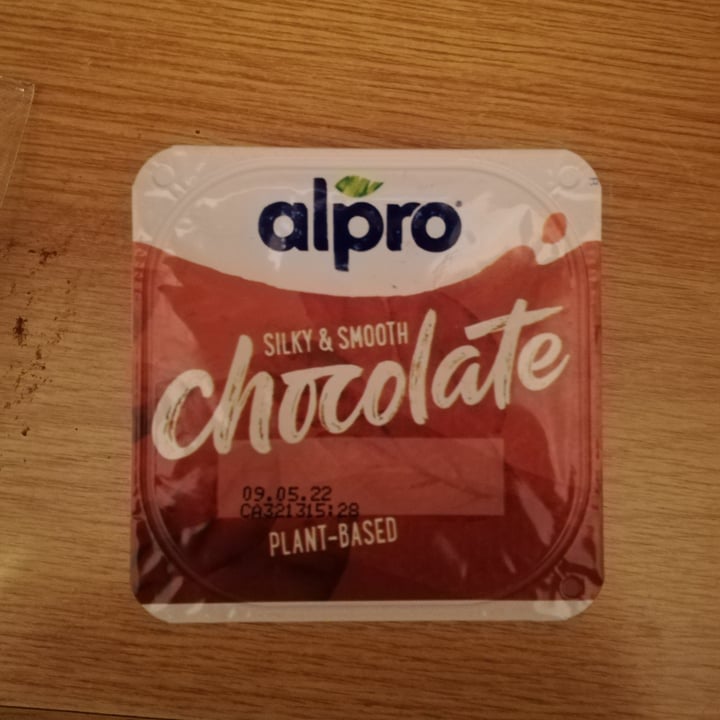 alpro
SILKY & SMOOTH
chocolate
09.05.22
CA321315:28
PLANT-BASED